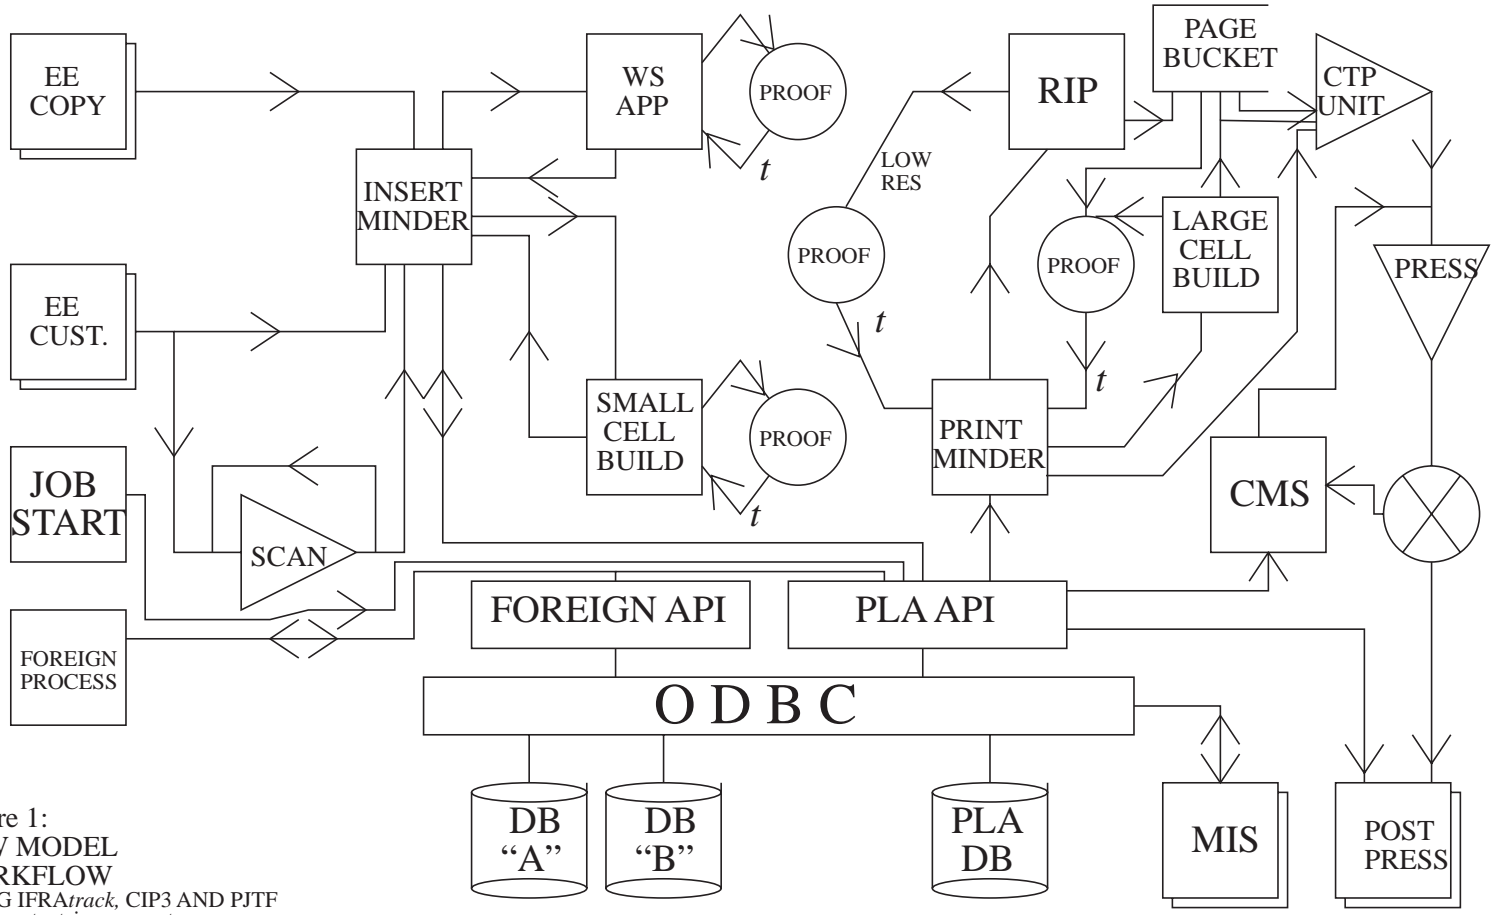 EE
COPY
WS
APP
PROOF
t
RIP
PAGE
BUCKET
CTP
UNIT
LOW
RES
INSERT
MINDER
PROOF
t
PROOF
t
LARGE
CELL
BUILD
PRESS
EE
CUST.
SMALL
CELL
BUILD
PROOF
t
PRINT
MINDER
CMS
JOB
START
SCAN
FOREIGN API
PLA API
FOREIGN
PROCESS
O D B C
DB
“A”
DB
“B”
PLA
DB
MIS
POST
PRESS
re 1:
MODEL
RKFLOW
G IFRAtrack, CIP3 AND PJTF